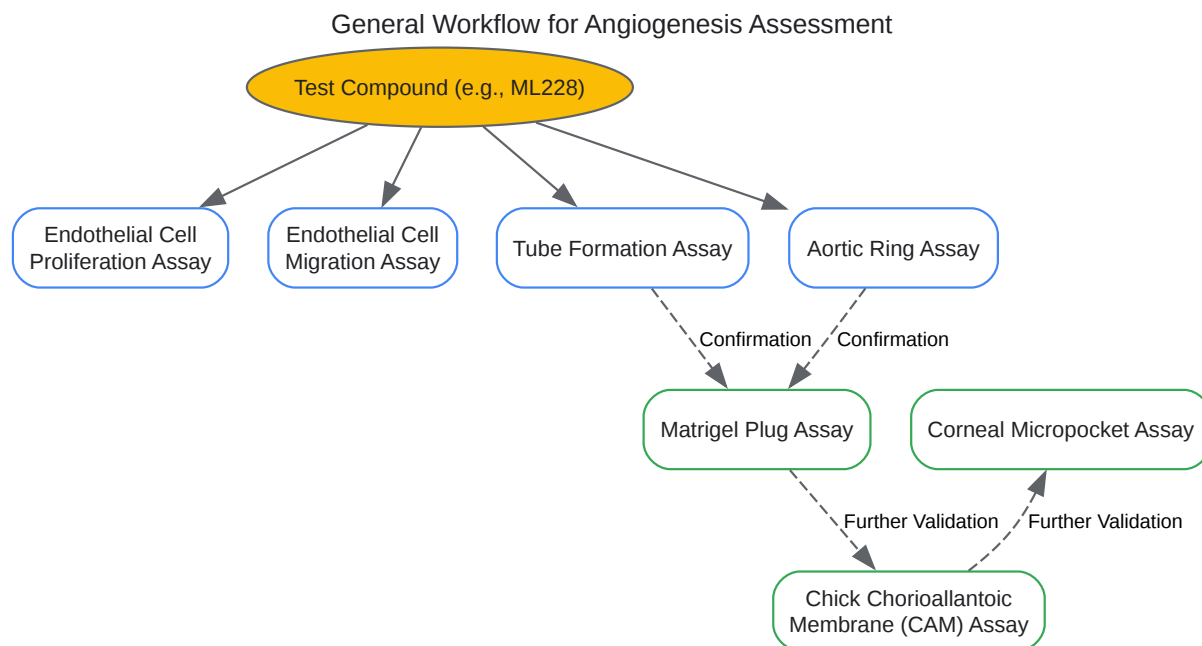 General Workflow for Angiogenesis Assessment
Test Compound (e.g., ML228)
Endothelial Cell
Proliferation Assay
Endothelial Cell
Migration Assay
Tube Formation Assay
Aortic Ring Assay
Confirmation
Confirmation
Matrigel Plug Assay
Corneal Micropocket Assay
Further Validation
Further Validation
Chick Chorioallantoic
Membrane (CAM) Assay